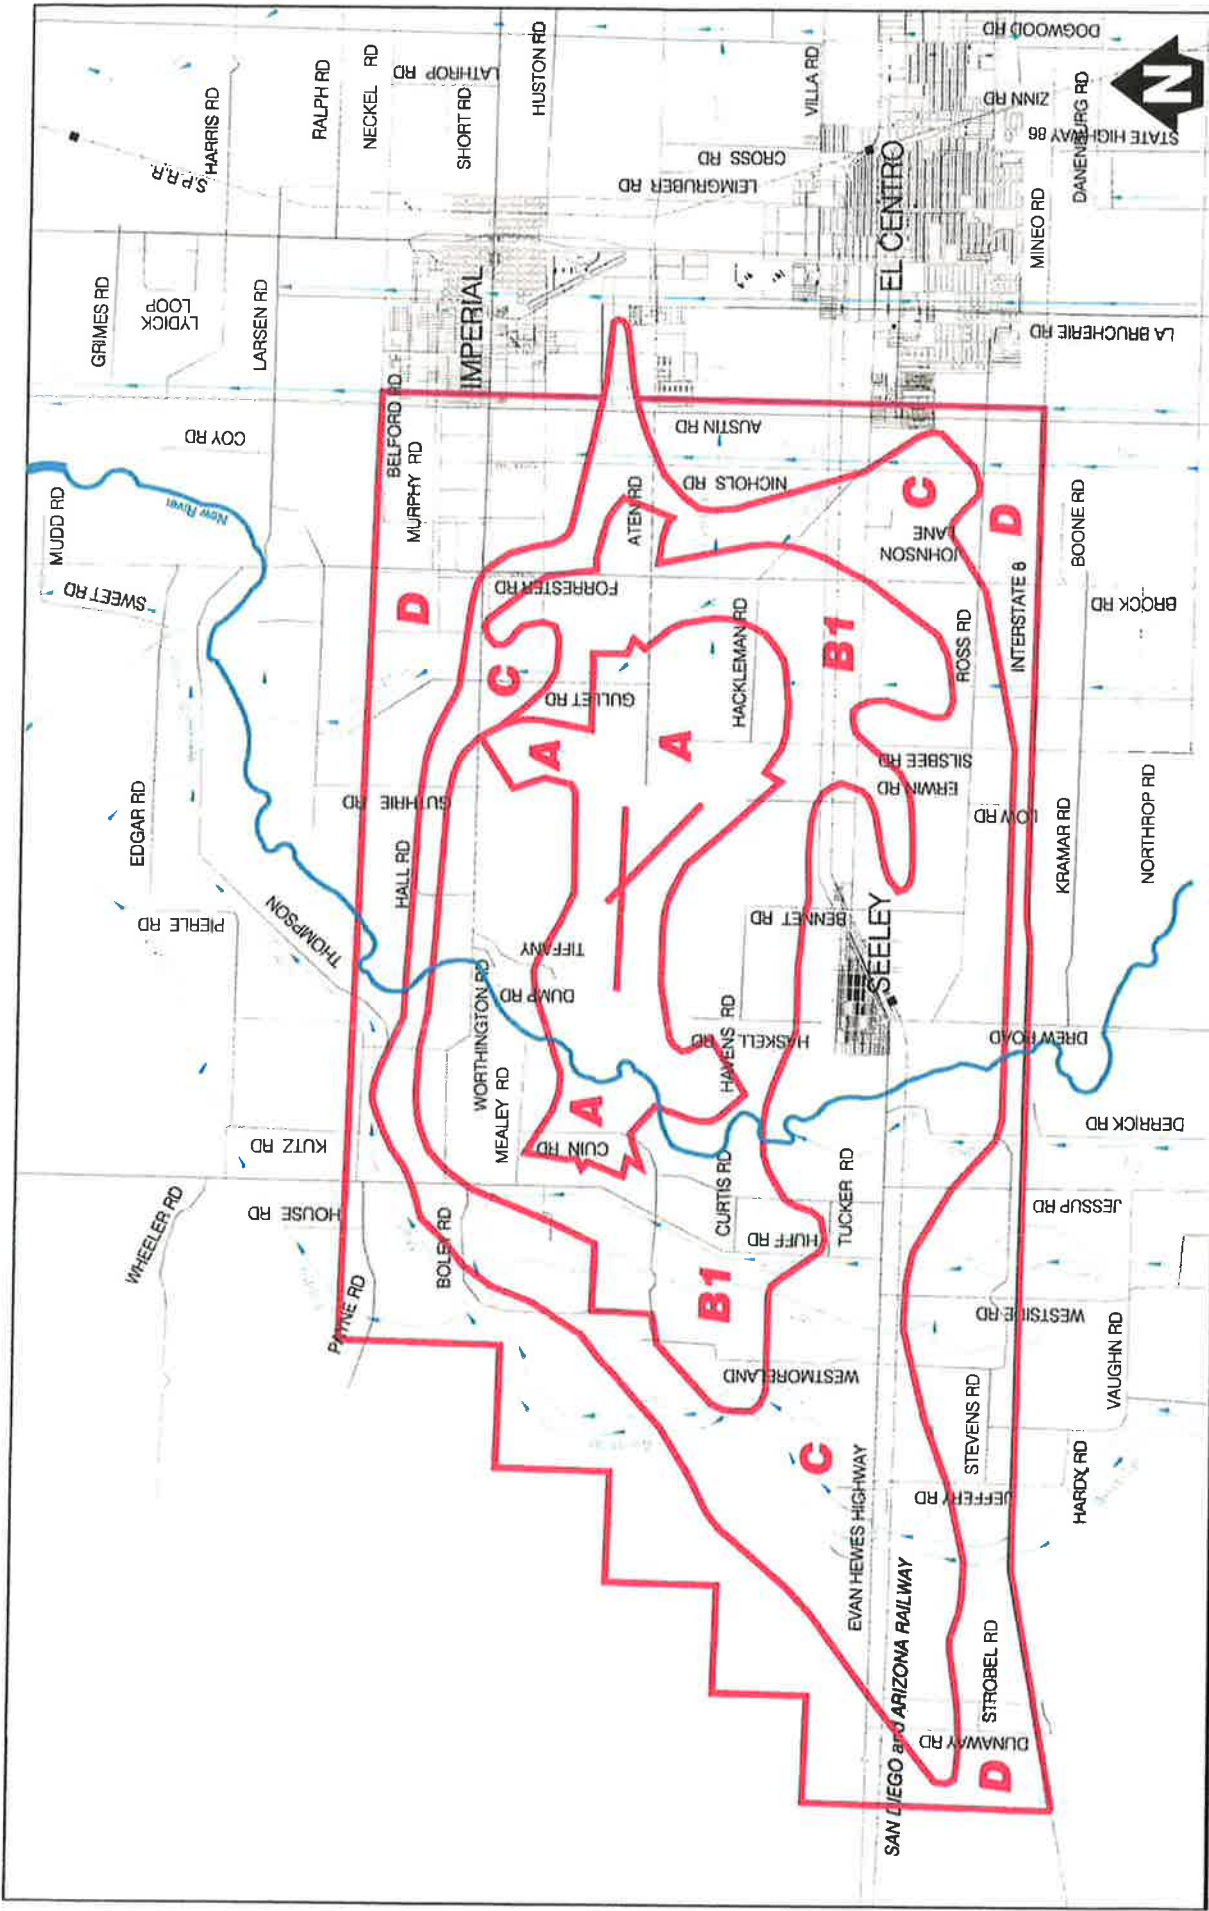 DOGWOOD RD
ZINN RD
STATE HIGHWAY 86
DANENBURG RD
N
HARRIS RD
S.P.R.R.
RALPH RD
NECKEL RD
LATHROP RD
SHORT RD
HUSTON RD
VILLA RD
CROSS RD
LEIMGRUBER RD
EL CENTRO
MINEO RD
LA BRUCHERIE RD
GRIMES RD
LYDICK
LOOP
LARSEN RD
IMPERIAL
COY RD
BELFORD RD
MURPHY RD
AUSTIN RD
NICHOLS RD
ATEN RD
C
JOHNSON
LANE
D
BOONE RD
MUDD RD
New River
SWEET RD
D
FORRESTER RD
HACKLEMAN RD
B1
ROSS RD
INTERSTATE 8
BROCK RD
C
GULLET RD
A
A
SILSBEE RD
ERWIN RD
LOW RD
KRAMAR RD
NORTHROP RD
EDGAR RD
GUTHRIE RD
HALL RD
PIERLE RD
THOMPSON
TIFFANY
DUMP RD
WORTHINGTON RD
MEALEY RD
BENNET RD
SEELEY
HAVENS RD
HASKELL RD
DREW ROAD
DERRICK RD
A
CUIN RD
KUTZ RD
WHEELER RD
HOUSE RD
PAYNE RD
BOLEY RD
CURTIS RD
HUFF RD
TUCKER RD
JESSUP RD
B1
WESTSIDE RD
VAUGHN RD
WESTMORELAND
C
STEVENS RD
JEFFERY RD
HARDY RD
EVAN HEWES HIGHWAY
SAN DIEGO and ARIZONA RAILWAY
STROBEL RD
DUNAWAY RD
D